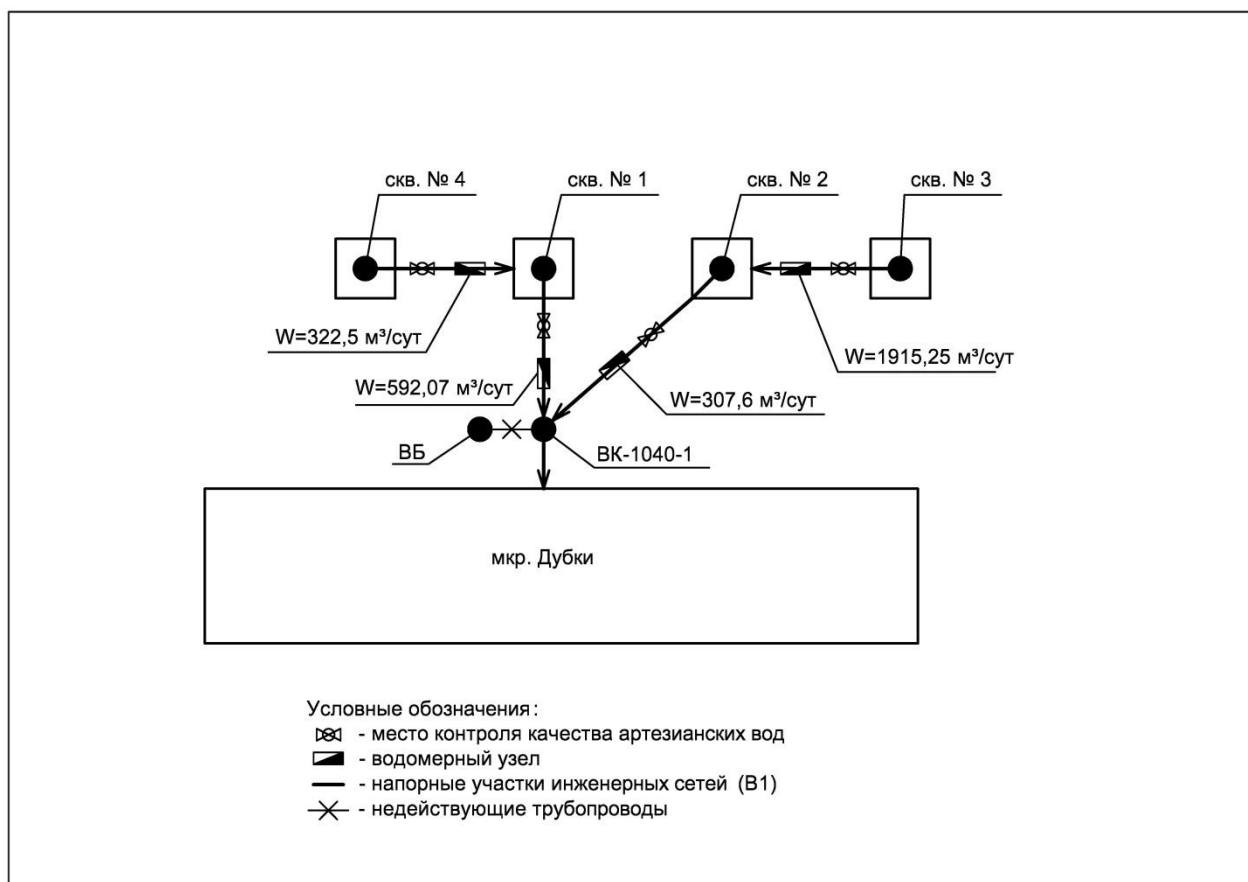 скв. № 4
скв. № 1
скв. № 2
скв. № 3
W=322,5 м³/сут
W=592,07 м³/сут
W=307,6 м³/сут
W=1915,25 м³/сут
ВБ
ВК-1040-1
мкр. Дубки
Условные обозначения:
- место контроля качества артезианских вод
- водомерный узел
- напорные участки инженерных сетей (В1)
- недействующие трубопроводы